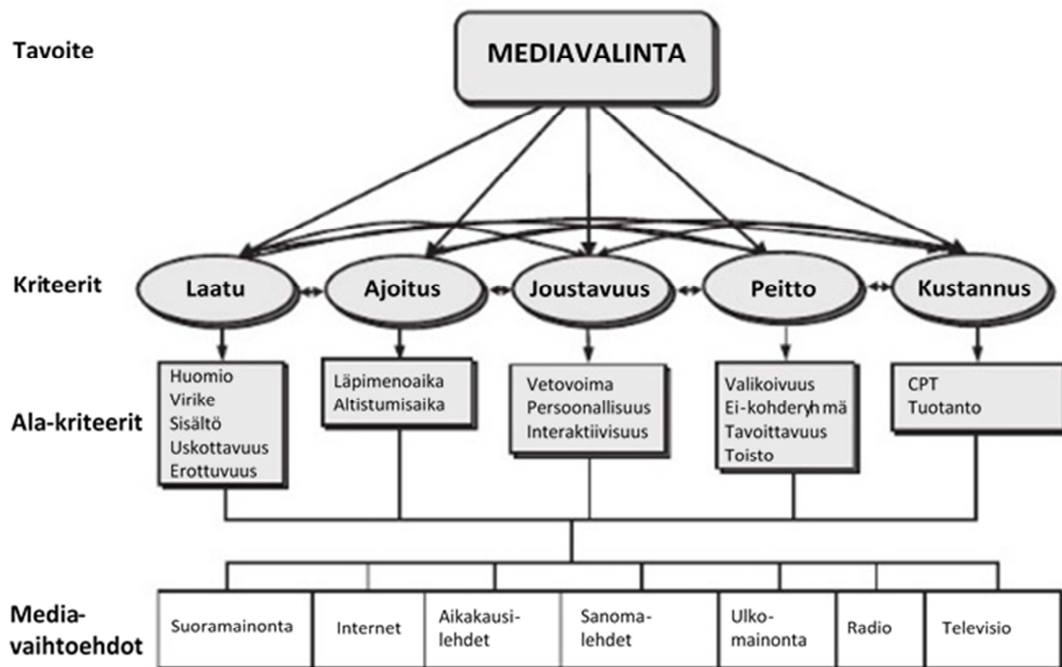 Tavoite
MEDIAVALINTA
Kriteerit
Laatu
Ajoitus
Joustavuus
Peitto
Kustannus
Ala-kriteerit
Huomio
Virike
Sisältö
Uskottavuus
Erottuvuus
Läpimenoaika
Altistumisaika
Vetovoima
Persoonallisuus
Interaktiivisuus
Valikoivuus
Ei-kohderyhmä
Tavoittavuus
Toisto
CPT
Tuotanto
Media-
vaihtoehdot
Suoramainonta
Internet
Aikakausi-
lehdet
Sanoma-
lehdet
Ulko-
mainonta
Radio
Televisio